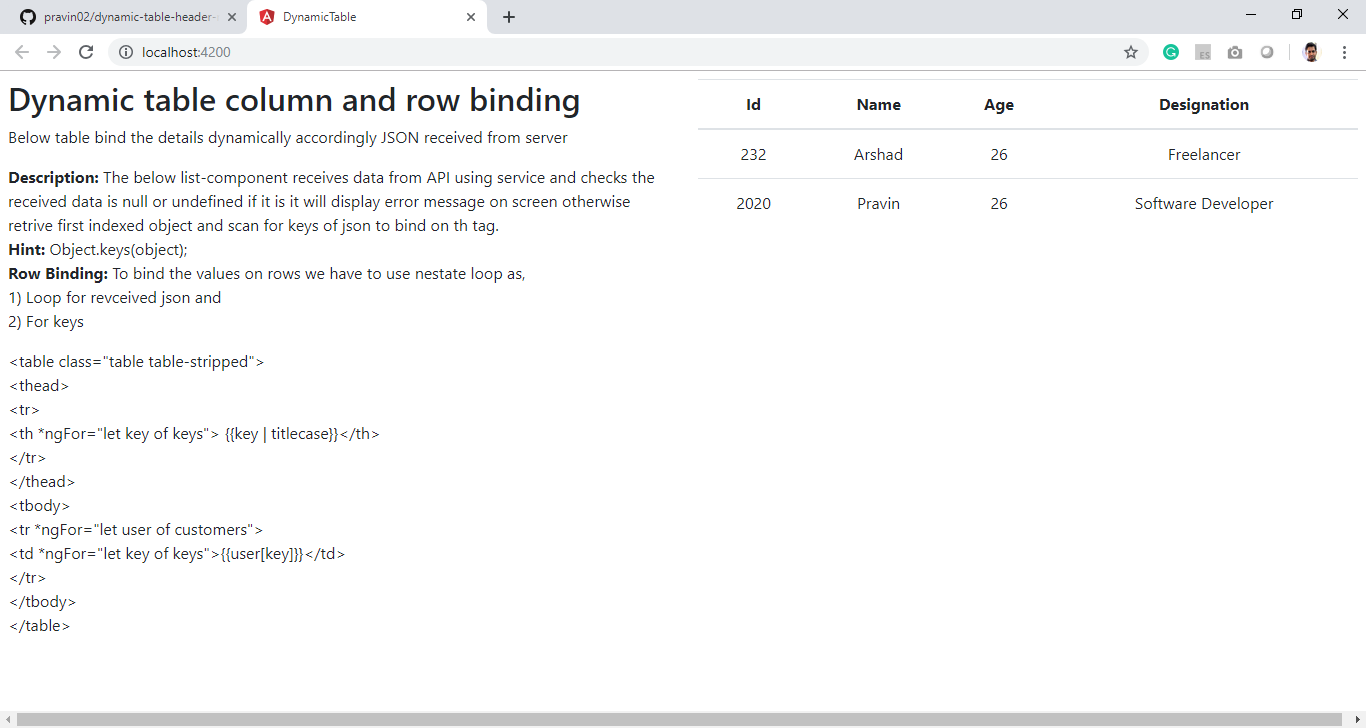 pravin02/dynamic-table-header-
DynamicTable
localhost:4200
ES
Dynamic table column and row binding
Below table bind the details dynamically accordingly JSON received from server
Description: The below list-component receives data from API using service and checks the
received data is null or undefined if it is it will display error message on screen otherwise
retrive first indexed object and scan for keys of json to bind on th tag.
Hint: Object.keys(object);
Row Binding: To bind the values on rows we have to use nestate loop as,
1) Loop for revceived json and
2) For keys
<table class="table table-stripped">
<thead>
<tr>
<th *ngFor="let key of keys"> {{key | titlecase}}</th>
</tr>
</thead>
<tbody>
<tr *ngFor="let user of customers">
<td *ngFor="let key of keys">{{user[key]}}</td>
</tr>
</tbody>
</table>
Id Name Age Designation
232 Arshad 26 Freelancer
2020 Pravin 26 Software Developer